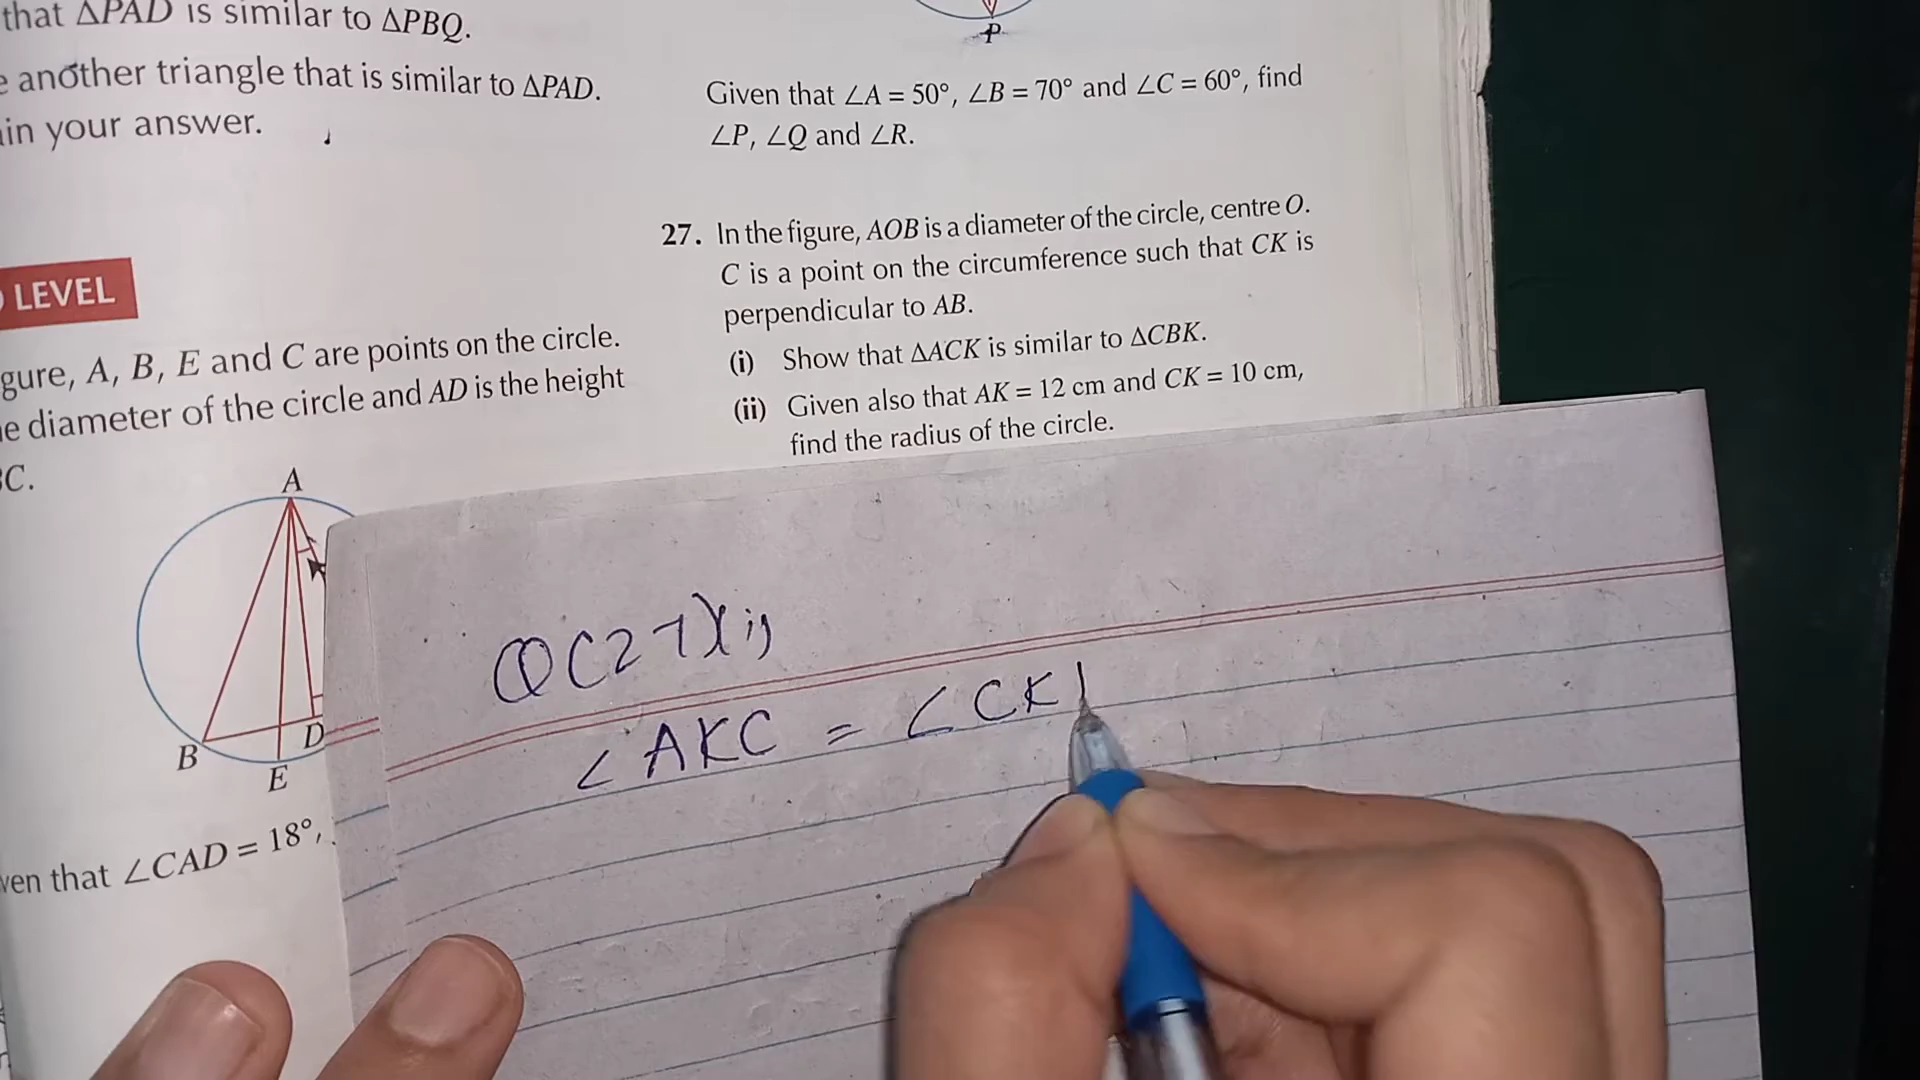 that ΔPAD is similar to ΔPBQ.
another triangle that is similar to ΔPAD.
in your answer.
LEVEL
gure, A, B, E and C are points on the circle.
e diameter of the circle and AD is the height
C.
A
B
D
E
ven that ∠CAD = 18°,
P
Given that ∠A = 50°, ∠B = 70° and ∠C = 60°, find
∠P, ∠Q and ∠R.
27. In the figure, AOB is a diameter of the circle, centre O.
C is a point on the circumference such that CK is
perpendicular to AB.
(i) Show that ΔACK is similar to ΔCBK.
(ii) Given also that AK = 12 cm and CK = 10 cm,
find the radius of the circle.
Q(27)(i)
∠AKC = ∠CK